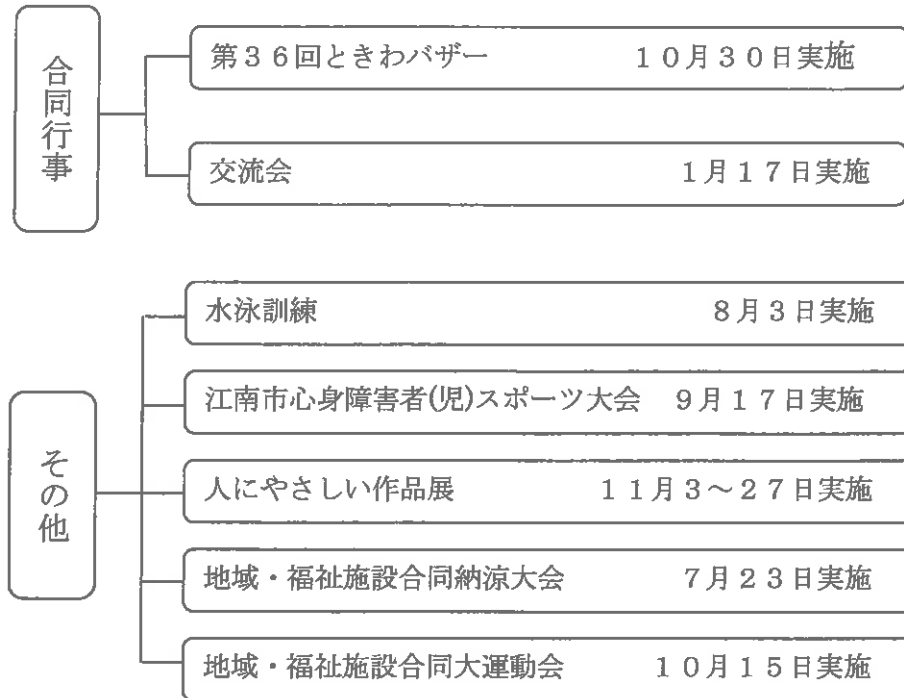 合同行事
第３６回ときわバザー　１０月３０日実施
交流会　１月１７日実施
その他
水泳訓練　８月３日実施
江南市心身障害者(児)スポーツ大会　９月１７日実施
人にやさしい作品展　１１月３～２７日実施
地域・福祉施設合同納涼大会　７月２３日実施
地域・福祉施設合同大運動会　１０月１５日実施